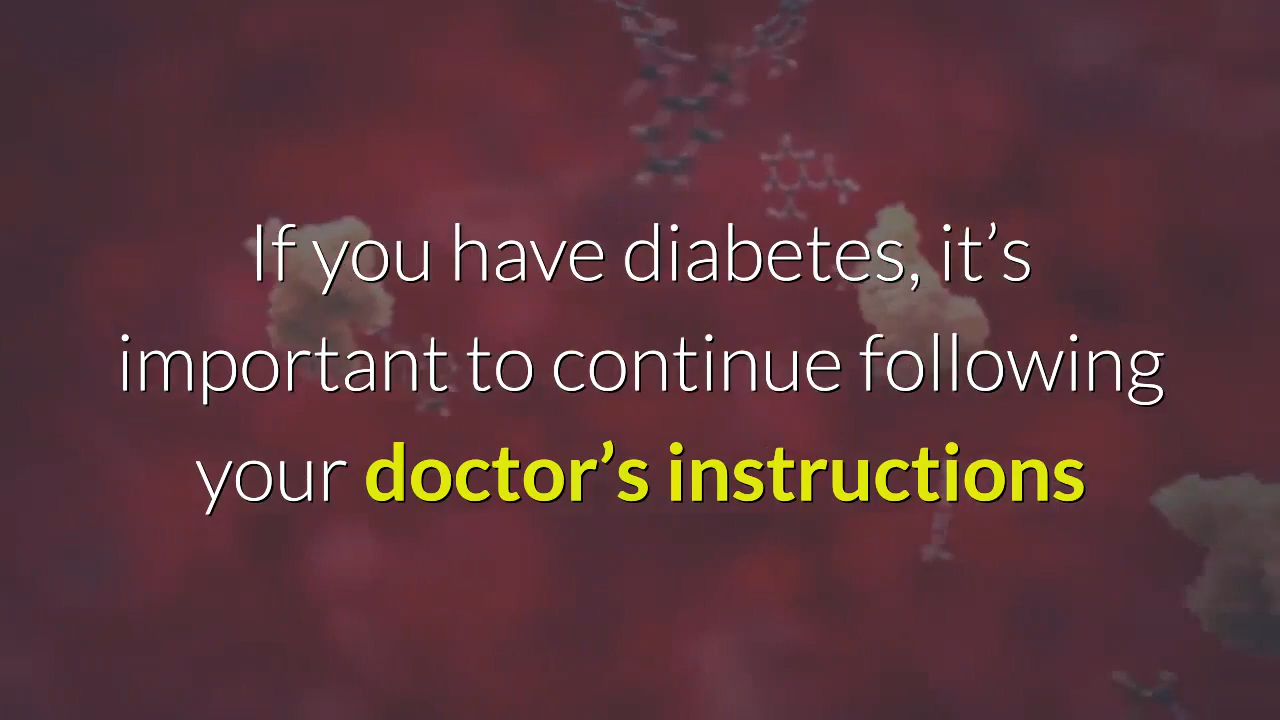 If you have diabetes, it’s
important to continue following
your doctor’s instructions